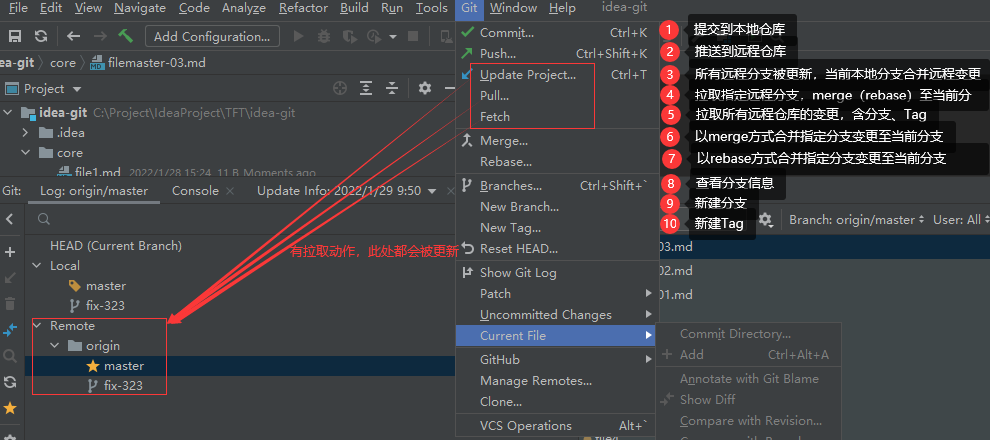 File Edit View Navigate Code Analyze Refactor Build Run Tools Git Window Help idea-git
Add Configuration...
idea-git core filemaster-03.md
Project
idea-git C:\Project\IdeaProject\TFT\idea-git
.idea
core
file1.md 2022/1/28 15:24, 11 B Moments ago
Git: Log: origin/master Console Update Info: 2022/1/29 9:50
HEAD (Current Branch)
Local
master
fix-323
Remote
origin
master
fix-323
有拉取动作，此处都会被更新
Commit... Ctrl+K
Push... Ctrl+Shift+K
Update Project... Ctrl+T
Pull...
Fetch
Merge...
Rebase...
Branches... Ctrl+Shift+`
New Branch...
New Tag...
Reset HEAD...
Show Git Log
Patch
Uncommitted Changes
Current File
GitHub
Manage Remotes...
Clone...
VCS Operations Alt+`
1 提交到本地仓库
2 推送到远程仓库
3 所有远程分支被更新，当前本地分支合并远程变更
4 拉取指定远程分支，merge（rebase）至当前分
5 拉取所有远程仓库的变更，含分支、Tag
6 以merge方式合并指定分支变更至当前分支
7 以rebase方式合并指定分支变更至当前分支
8 查看分支信息
9 新建分支
10 新建Tag
Branch: origin/master User: All
03.md
02.md
01.md
Commit Directory...
Add Ctrl+Alt+A
Annotate with Git Blame
Show Diff
Compare with Revision...